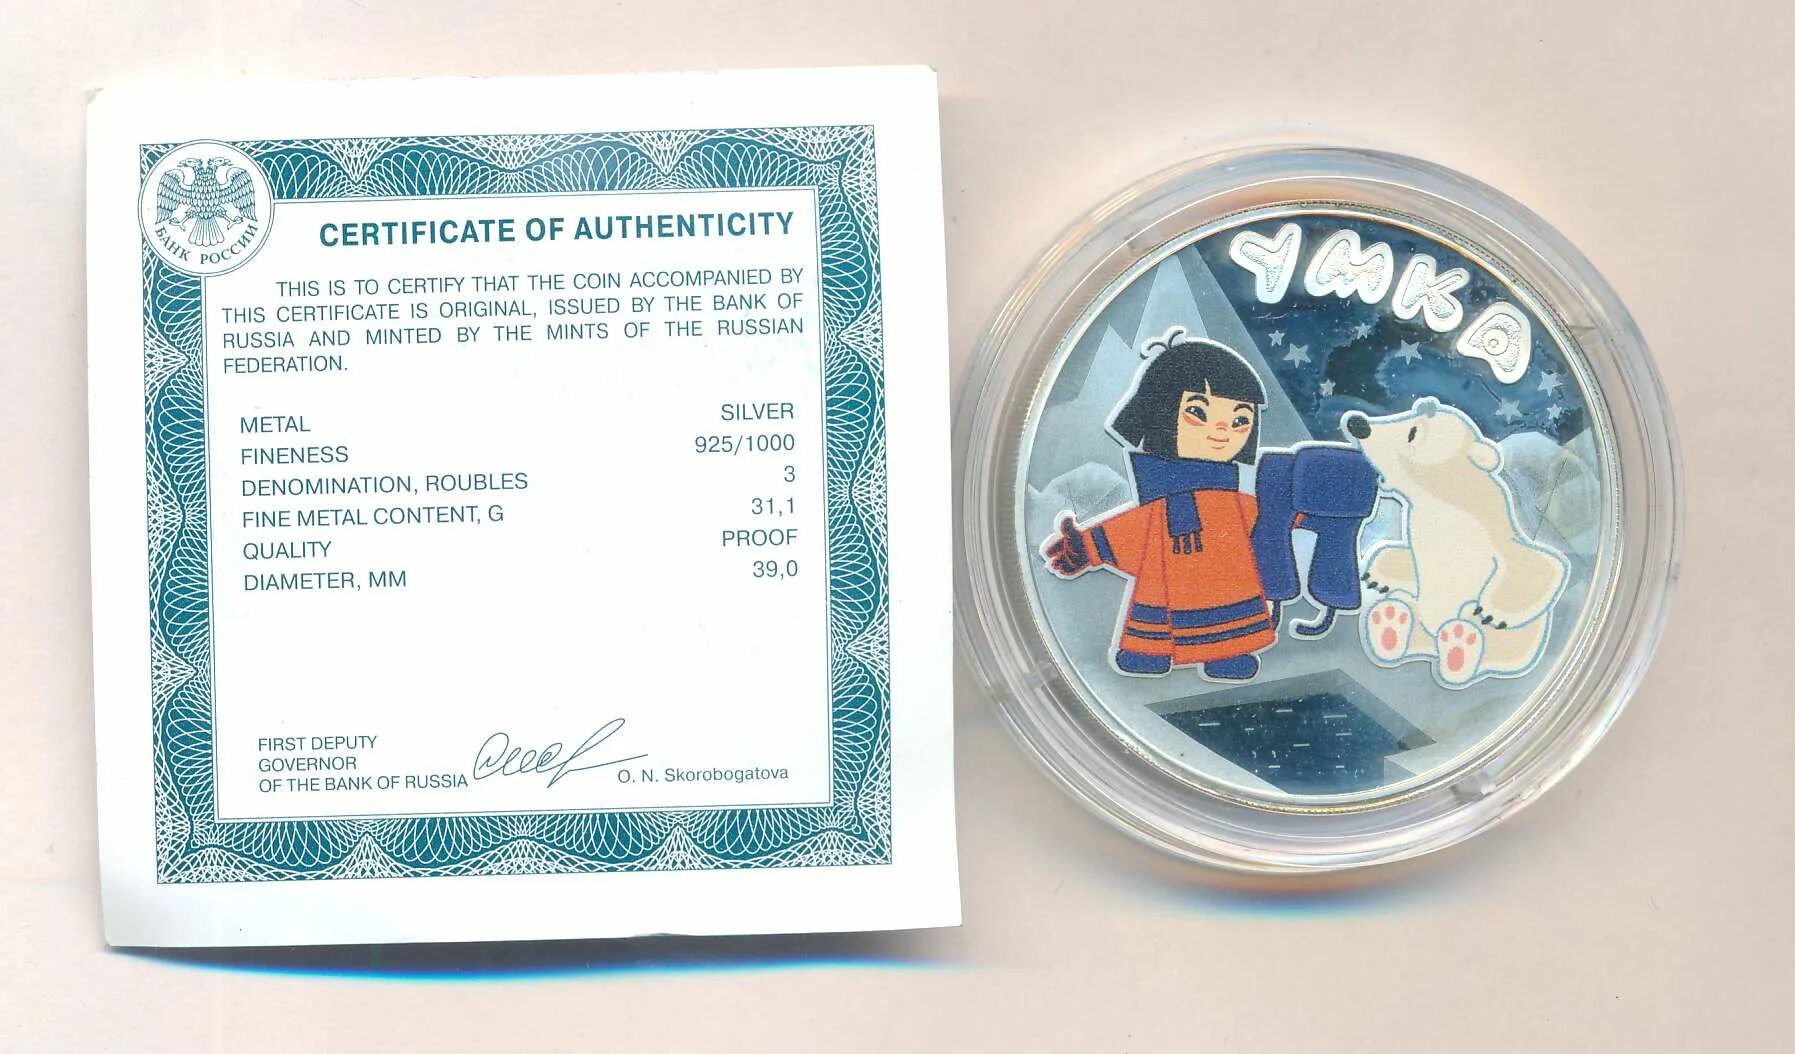 БАНК РОССИИ
CERTIFICATE OF AUTHENTICITY
THIS IS TO CERTIFY THAT THE COIN ACCOMPANIED BY
THIS CERTIFICATE IS ORIGINAL, ISSUED BY THE BANK OF
RUSSIA AND MINTED BY THE MINTS OF THE RUSSIAN
FEDERATION.
METAL SILVER
FINENESS 925/1000
DENOMINATION, ROUBLES 3
FINE METAL CONTENT, G 31,1
QUALITY PROOF
DIAMETER, MM 39,0
FIRST DEPUTY
GOVERNOR
OF THE BANK OF RUSSIA O. N. Skorobogatova
УМКА